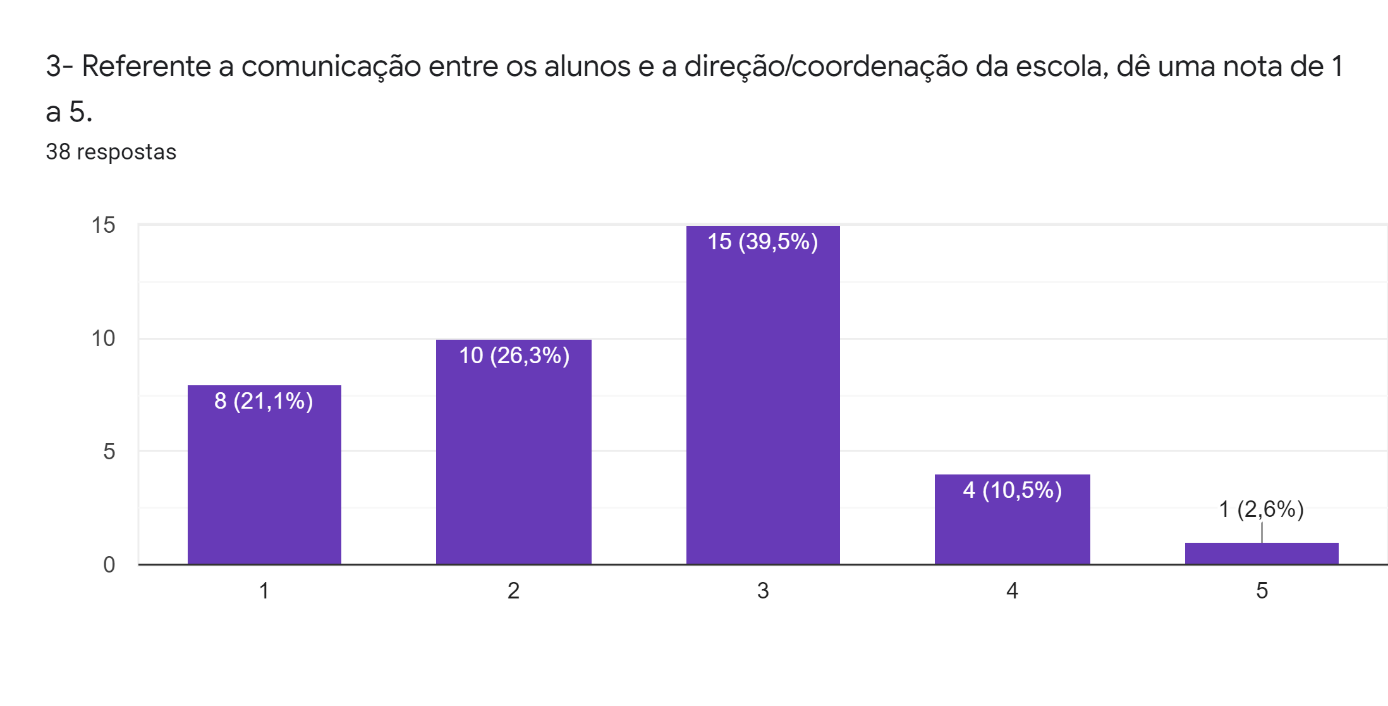 3- Referente a comunicação entre os alunos e a direção/coordenação da escola, dê uma nota de 1
a 5.
38 respostas
15
15 (39,5%)
10
10 (26,3%)
8 (21,1%)
5
4 (10,5%)
1 (2,6%)
0
1 2 3 4 5